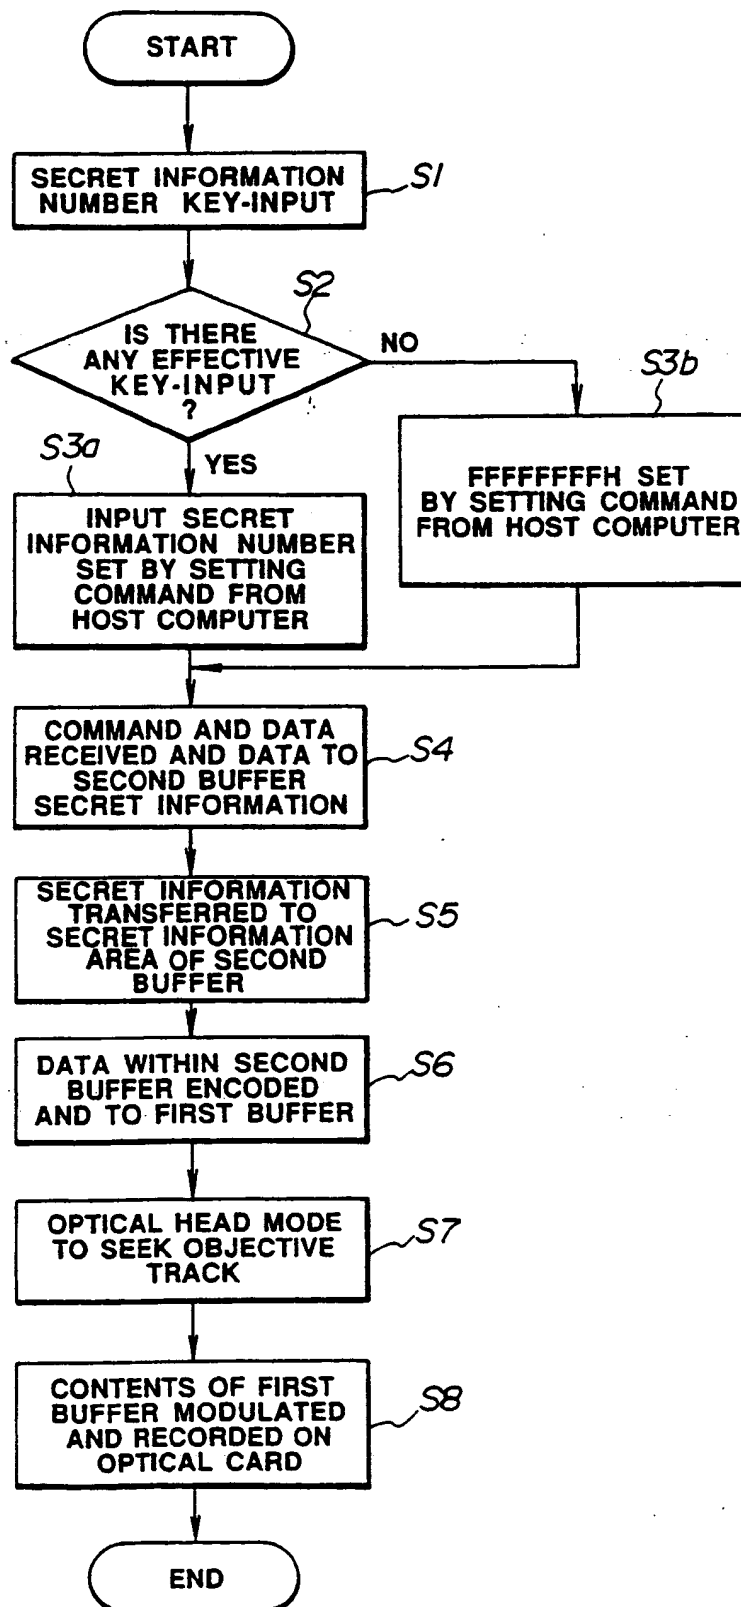 START
SECRET INFORMATION
NUMBER KEY-INPUT
S1
S2
IS THERE
ANY EFFECTIVE
KEY-INPUT
?
NO
YES
S3a
INPUT SECRET
INFORMATION NUMBER
SET BY SETTING
COMMAND FROM
HOST COMPUTER
S3b
FFFFFFFFH SET
BY SETTING COMMAND
FROM HOST COMPUTER
COMMAND AND DATA
RECEIVED AND DATA TO
SECOND BUFFER
SECRET INFORMATION
S4
SECRET INFORMATION
TRANSFERRED TO
SECRET INFORMATION
AREA OF SECOND
BUFFER
S5
DATA WITHIN SECOND
BUFFER ENCODED
AND TO FIRST BUFFER
S6
OPTICAL HEAD MODE
TO SEEK OBJECTIVE
TRACK
S7
CONTENTS OF FIRST
BUFFER MODULATED
AND RECORDED ON
OPTICAL CARD
S8
END